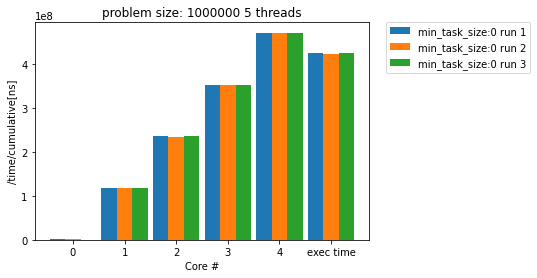 problem size: 1000000 5 threads
1e8
min_task_size:0 run 1
min_task_size:0 run 2
min_task_size:0 run 3
/time/cumulative[ns]
4
3
2
1
0
0 1 2 3 4 exec time
Core #